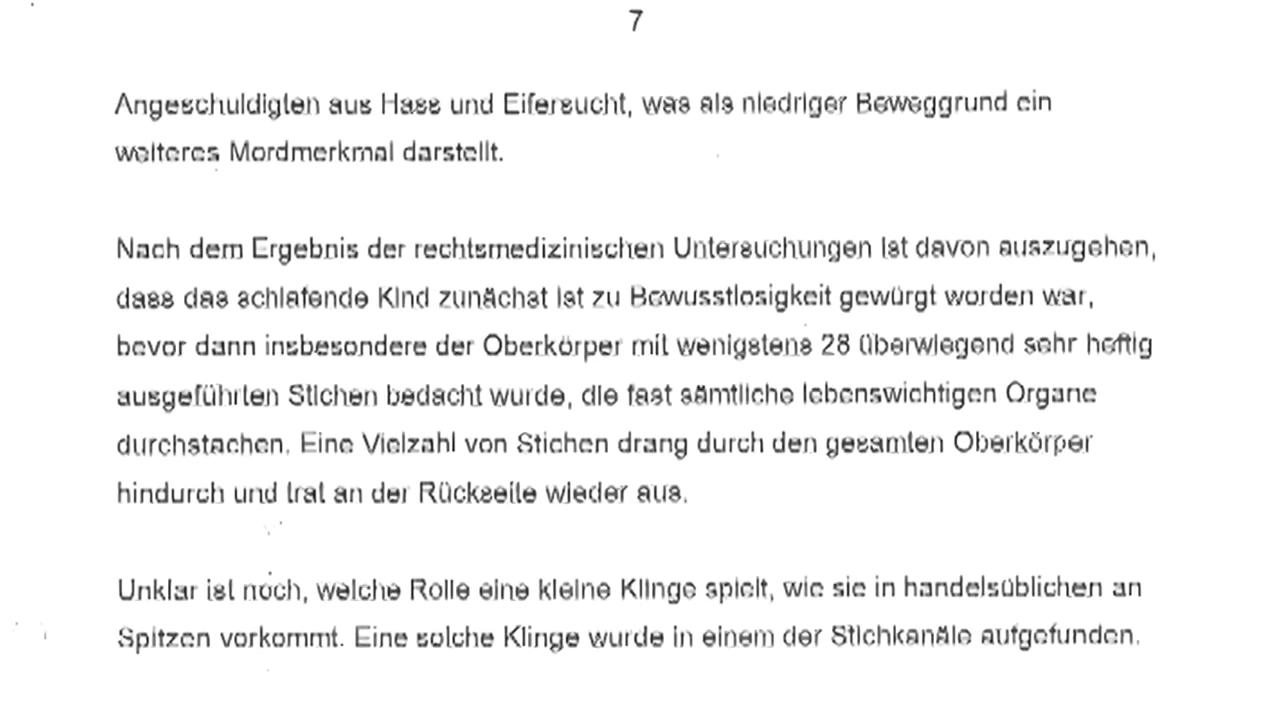 7
Angeschuldigten aus Hass und Eifersucht, was als niedriger Beweggrund ein
weiteres Mordmerkmal darstellt.
Nach dem Ergebnis der rechtsmedizinischen Untersuchungen ist davon auszugehen,
dass das schlafende Kind zunächst ist zu Bewusstlosigkeit gewürgt worden war,
bevor dann insbesondere der Oberkörper mit wenigstens 28 überwiegend sehr heftig
ausgeführten Stichen bedacht wurde, die fast sämtliche lebenswichtigen Organe
durchstachen. Eine Vielzahl von Stichen drang durch den gesamten Oberkörper
hindurch und trat an der Rückseite wieder aus.
Unklar ist noch, welche Rolle eine kleine Klinge spielt, wie sie in handelsüblichen an
Spitzen vorkommt. Eine solche Klinge wurde in einem der Stichkanäle aufgefunden.